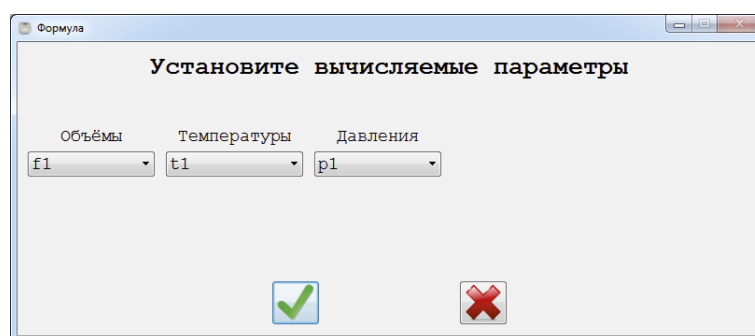 Формула
Установите вычисляемые параметры
Объёмы Температуры Давления
f1 t1 p1